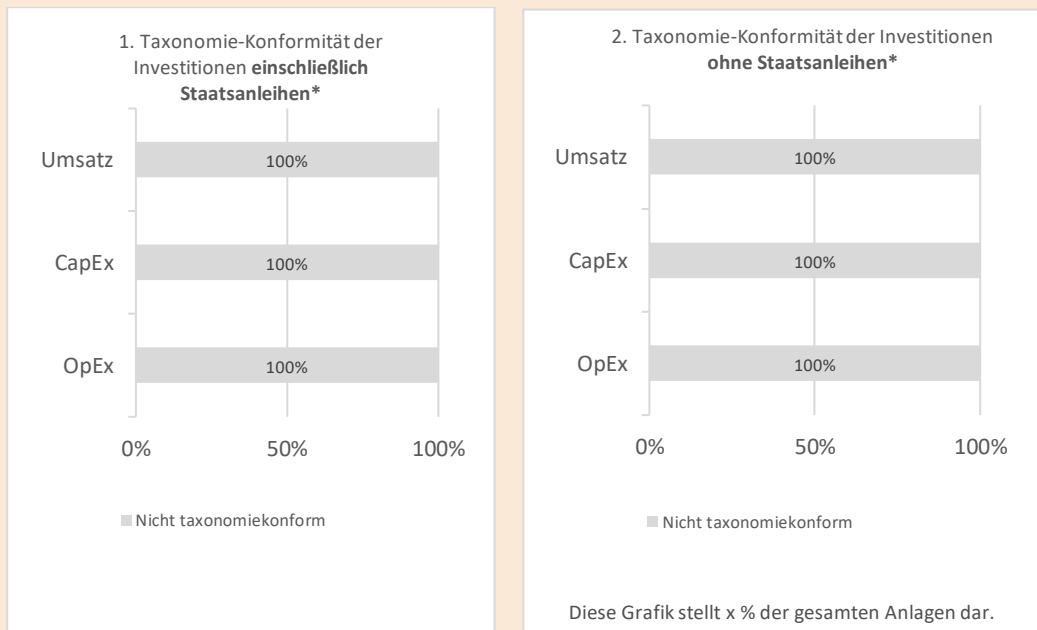 1. Taxonomie-Konformität der
Investitionen einschließlich
Staatsanleihen*
Umsatz
100%
CapEx
100%
OpEx
100%
0%
50%
100%
Nicht taxonomiekonform
2. Taxonomie-Konformität der Investitionen
ohne Staatsanleihen*
Umsatz
100%
CapEx
100%
OpEx
100%
0%
50%
100%
Nicht taxonomiekonform
Diese Grafik stellt x % der gesamten Anlagen dar.